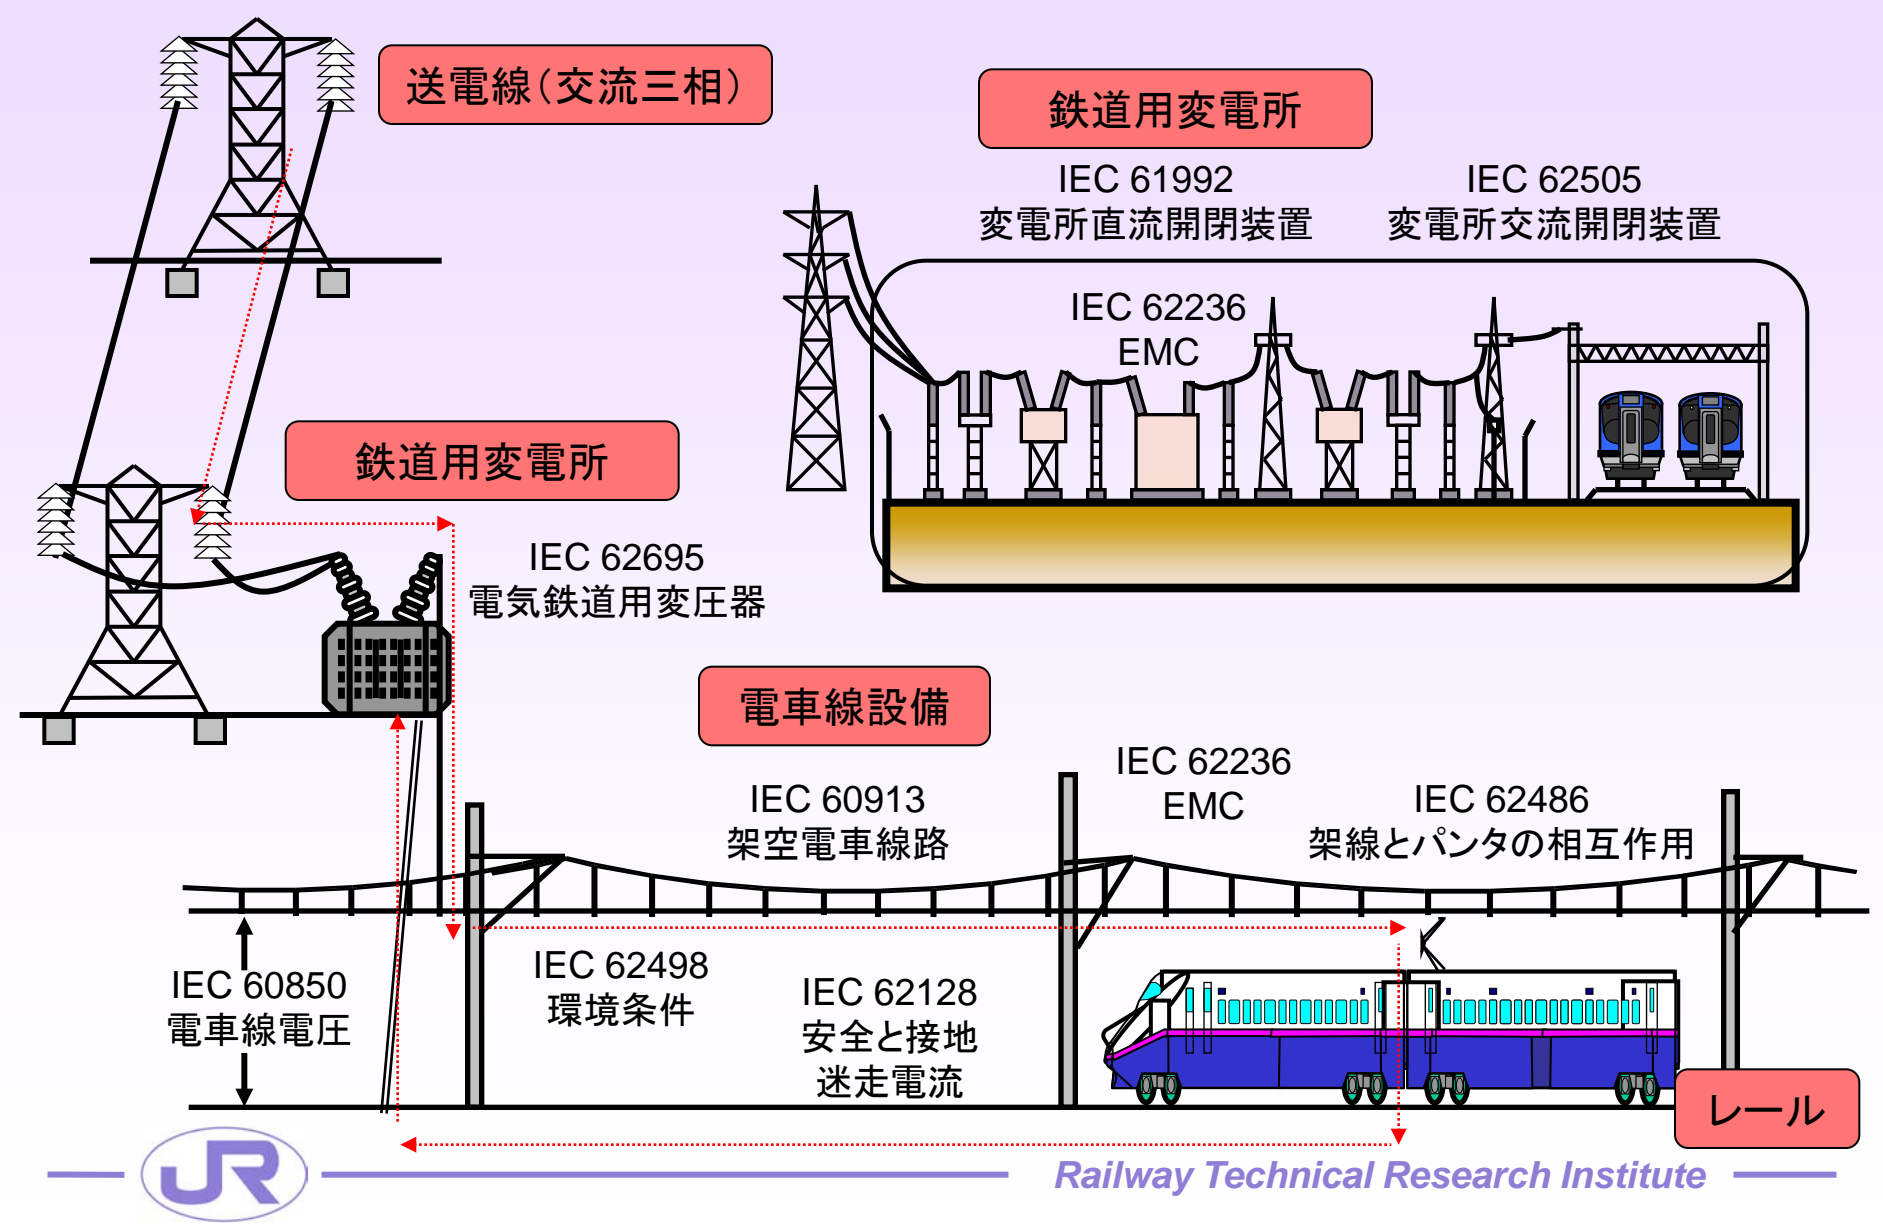 送電線（交流三相）
鉄道用変電所
IEC 61992
変電所直流開閉装置
IEC 62505
変電所交流開閉装置
IEC 62236
EMC
鉄道用変電所
IEC 62695
電気鉄道用変圧器
電車線設備
IEC 60913
架空電車線路
IEC 62236
EMC
IEC 62486
架線とパンタの相互作用
IEC 60850
電車線電圧
IEC 62498
環境条件
IEC 62128
安全と接地
迷走電流
レール
JR
Railway Technical Research Institute